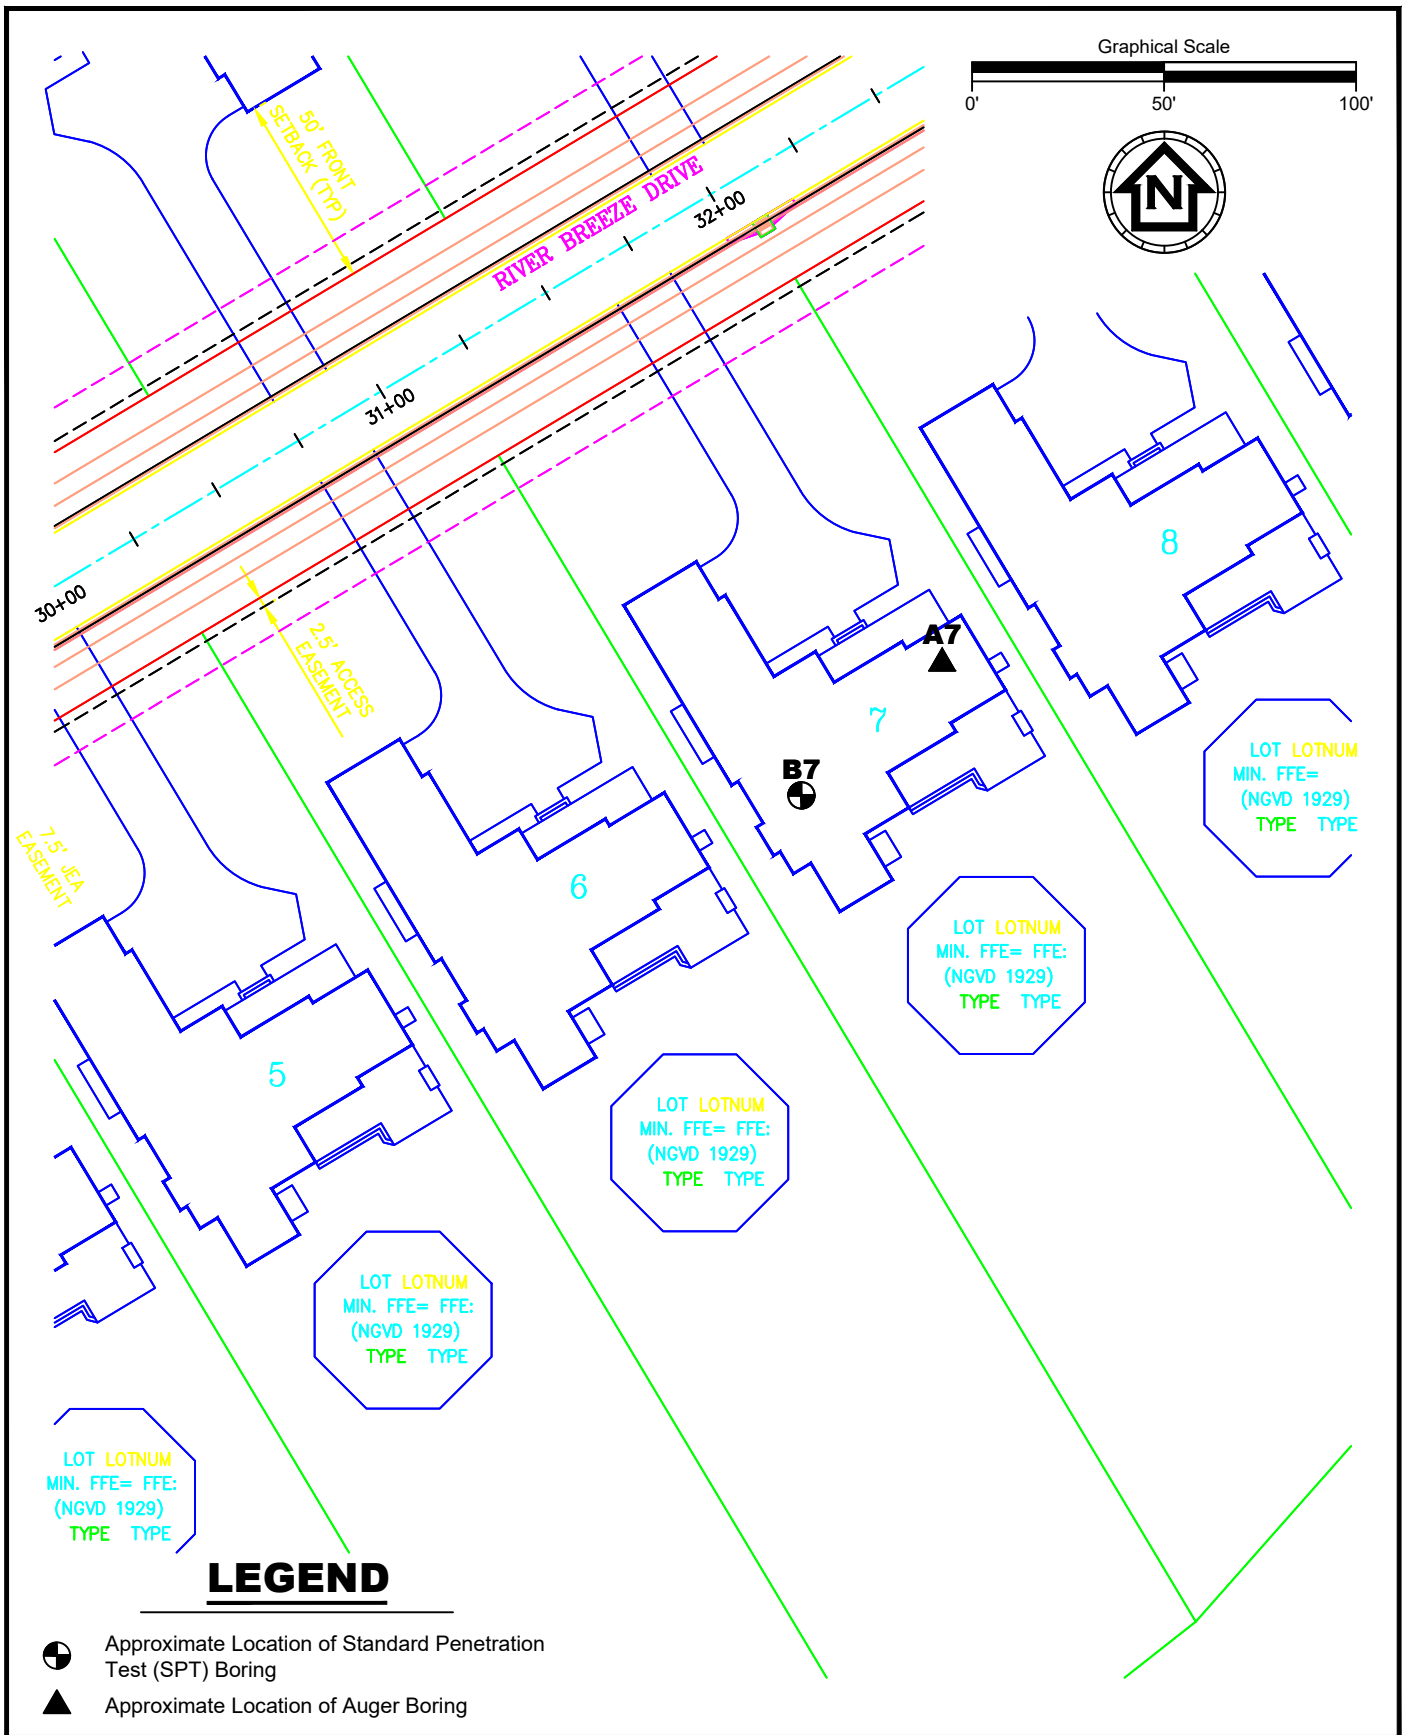 Graphical Scale
0' 50' 100'
N
50' FRONT
SETBACK (TYP)
RIVER BREEZE DRIVE
32+00
31+00
30+00
2.5' ACCESS
EASEMENT
7.5' JEA
EASEMENT
8
A7
7
B7
6
5
LOT LOTNUM
MIN. FFE=
(NGVD 1929)
TYPE TYPE
LOT LOTNUM
MIN. FFE= FFE:
(NGVD 1929)
TYPE TYPE
LOT LOTNUM
MIN. FFE= FFE:
(NGVD 1929)
TYPE TYPE
LOT LOTNUM
MIN. FFE= FFE:
(NGVD 1929)
TYPE TYPE
LOT LOTNUM
MIN. FFE= FFE:
(NGVD 1929)
TYPE TYPE
LEGEND
Approximate Location of Standard Penetration
Test (SPT) Boring
Approximate Location of Auger Boring